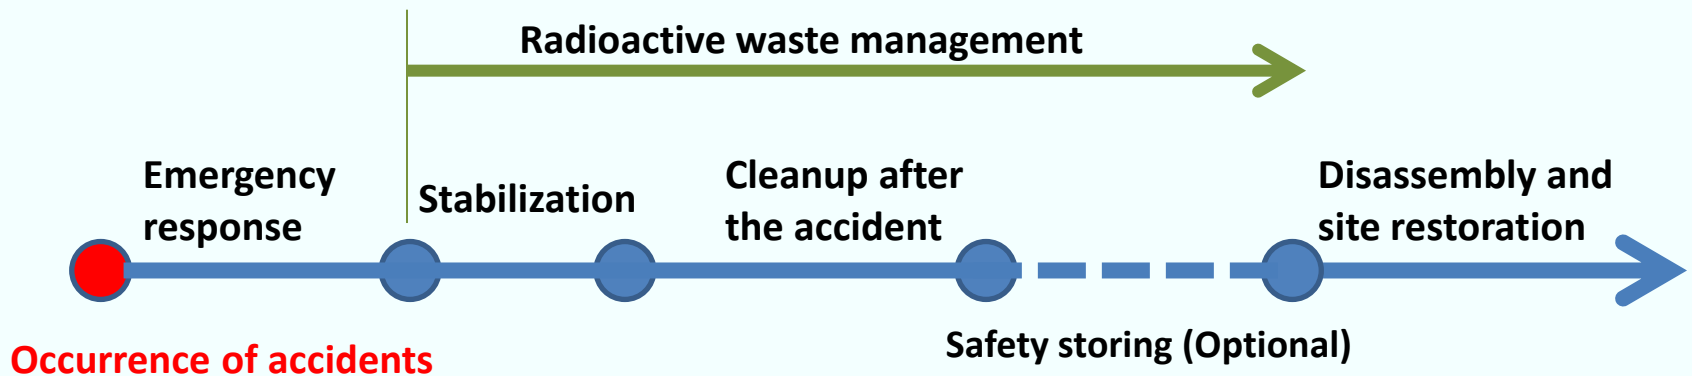 Radioactive waste management
Emergency
response
Stabilization
Cleanup after
the accident
Disassembly and
site restoration
Occurrence of accidents
Safety storing (Optional)